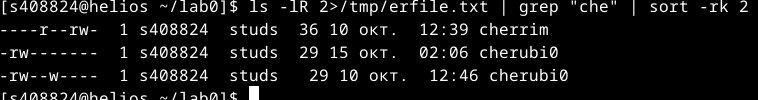 [s408824@helios ~/lab0]$ ls -lR 2>/tmp/erfile.txt | grep "che" | sort -rk 2
----r--rw-  1 s408824  studs  36 10 окт.  12:39 cherrim
-rw-------  1 s408824  studs  29 15 окт.  02:06 cherubi0
-rw--w----  1 s408824  studs   29 10 окт.  12:46 cherubi0
[s408824@helios ~/lab0]$